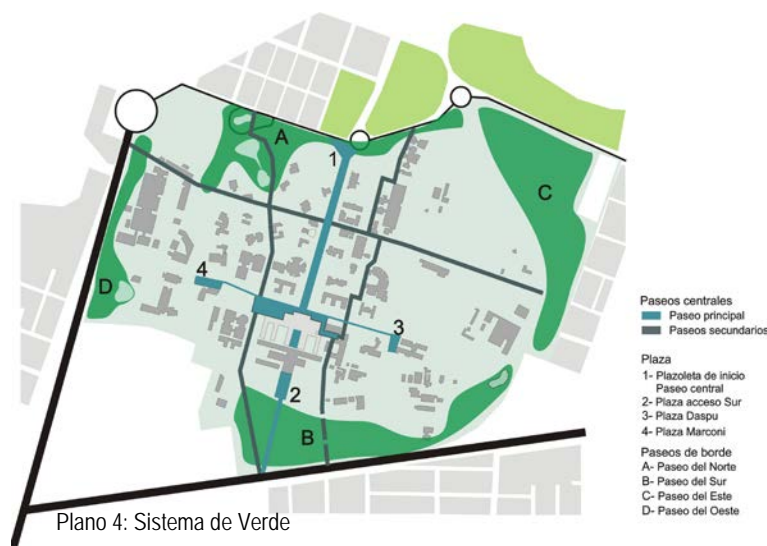 A
1
C
4
D
3
2
B
Paseos centrales
Paseo principal
Paseos secundarios
Plaza
1- Plazoleta de inicio
Paseo central
2- Plaza acceso Sur
3- Plaza Daspu
4- Plaza Marconi
Paseos de borde
A- Paseo del Norte
B- Paseo del Sur
C- Paseo del Este
D- Paseo del Oeste
Plano 4: Sistema de Verde